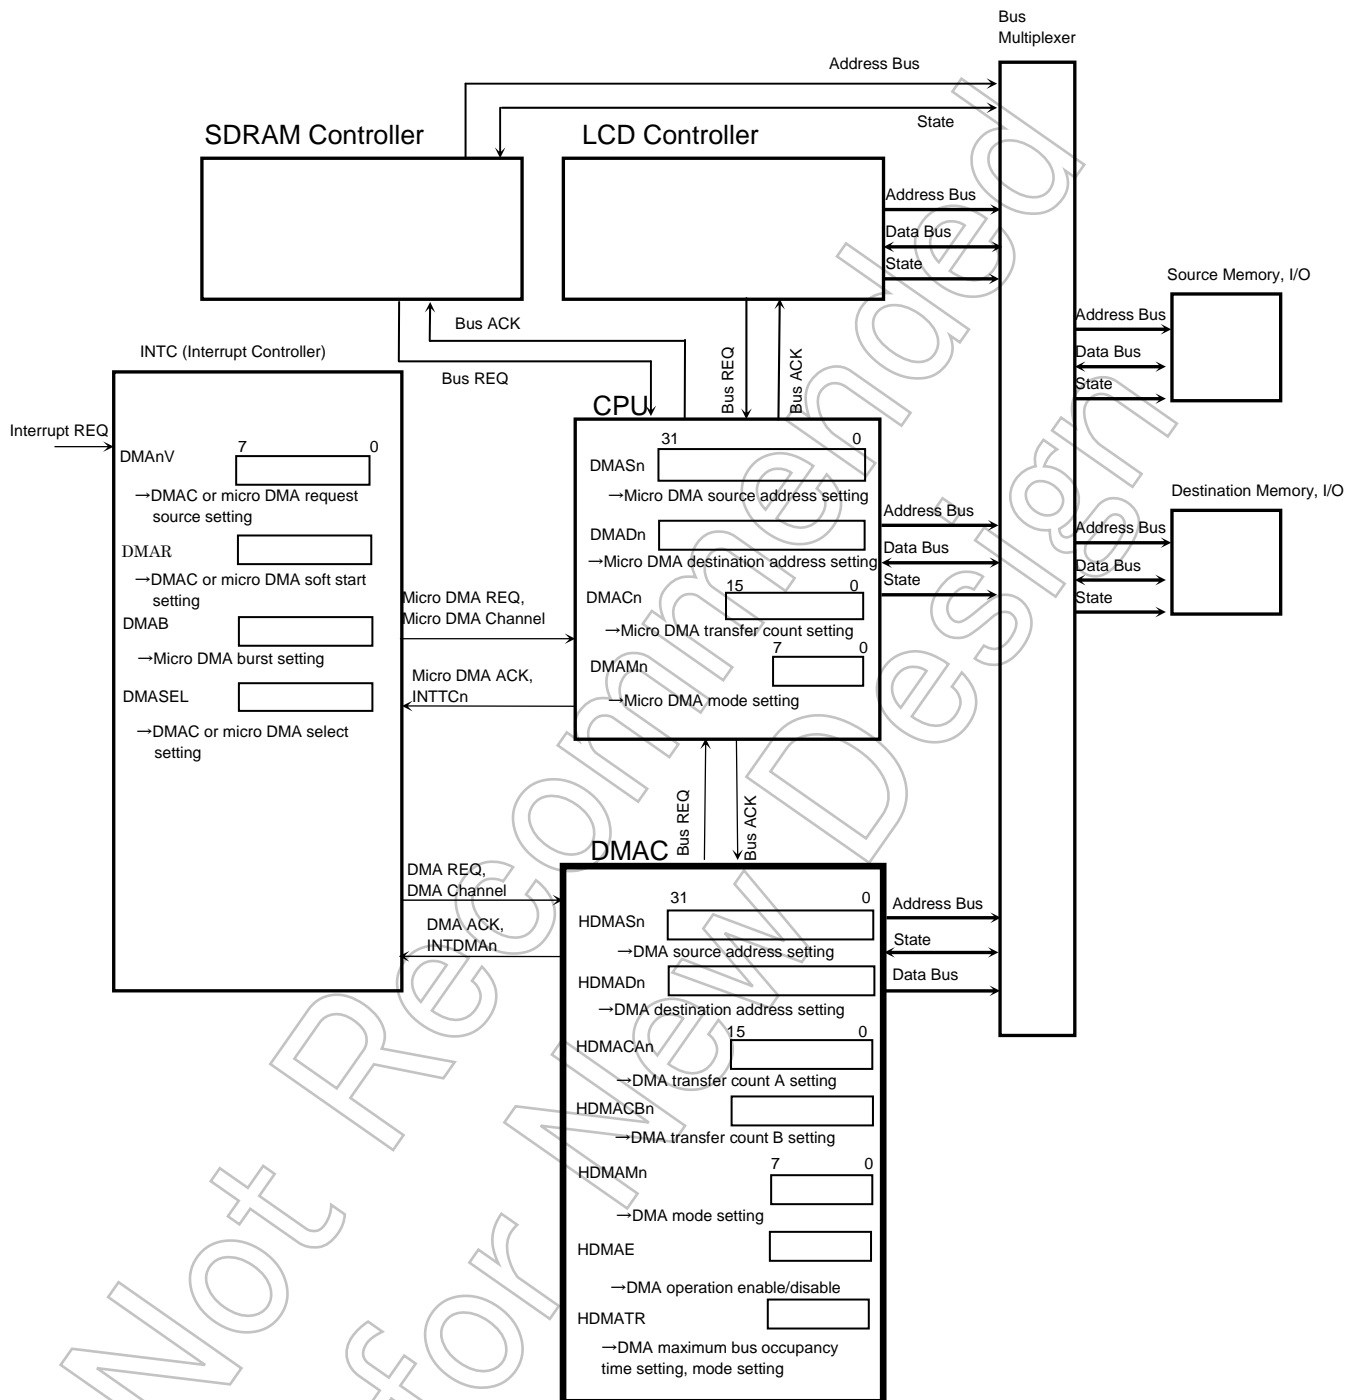 Bus
Multiplexer
Address Bus
State
SDRAM Controller
LCD Controller
Address Bus
Data Bus
State
Source Memory, I/O
Address Bus
Data Bus
State
Bus ACK
Bus REQ
Bus REQ
Bus ACK
INTC (Interrupt Controller)
Interrupt REQ
DMAnV
7 0
→DMAC or micro DMA request
source setting
DMAR
→DMAC or micro DMA soft start
setting
DMAB
→Micro DMA burst setting
DMASEL
→DMAC or micro DMA select
setting
Micro DMA REQ,
Micro DMA Channel
Micro DMA ACK,
INTTCn
CPU
31 0
DMASn
→Micro DMA source address setting
DMADn
→Micro DMA destination address setting
DMACn
15 0
→Micro DMA transfer count setting
DMAMn
7 0
→Micro DMA mode setting
Address Bus
Data Bus
State
Destination Memory, I/O
Address Bus
Data Bus
State
Bus REQ
Bus ACK
DMAC
DMA REQ,
DMA Channel
DMA ACK,
INTDMAn
31 0
HDMASn
→DMA source address setting
HDMADn
→DMA destination address setting
15 0
HDMACAn
→DMA transfer count A setting
HDMACBn
→DMA transfer count B setting
7 0
HDMAMn
→DMA mode setting
HDMAE
→DMA operation enable/disable
HDMATR
→DMA maximum bus occupancy
time setting, mode setting
Address Bus
State
Data Bus
Not Recommended
for New Design